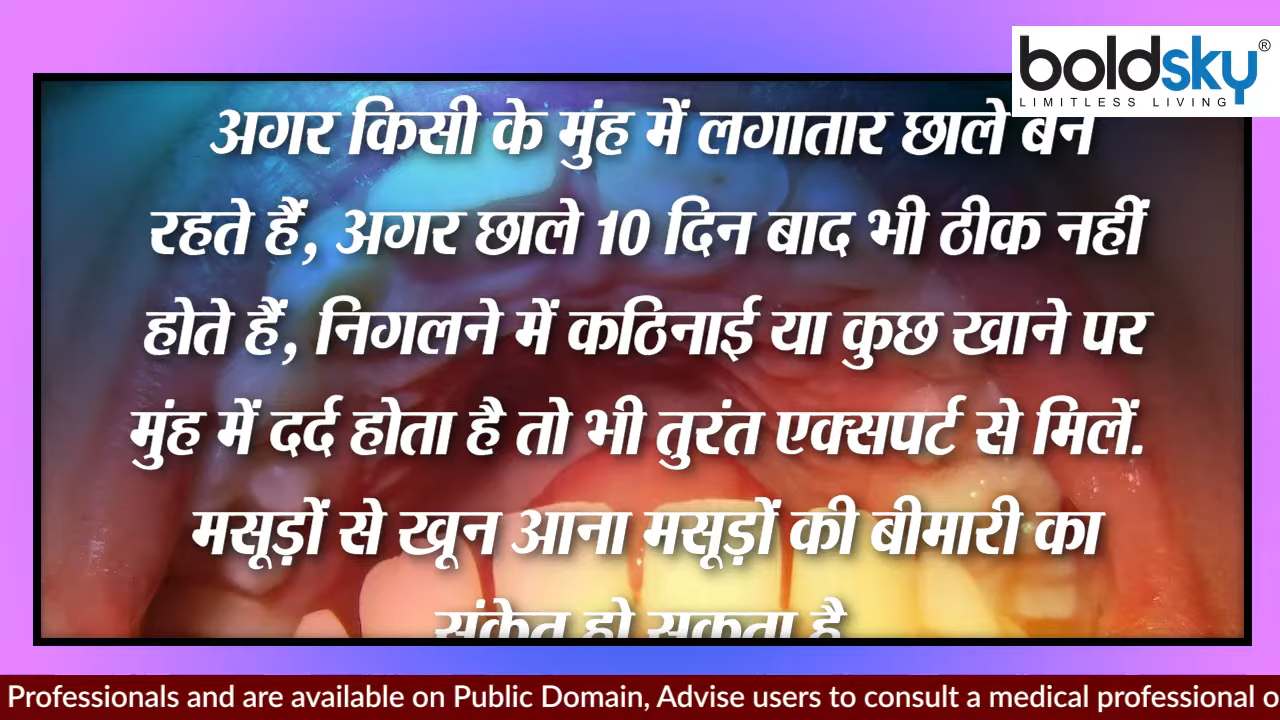 boldsky®
LIMITLESS LIVING
अगर किसी के मुंह में लगातार छाले बन
रहते हैं, अगर छाले 10 दिन बाद भी ठीक नहीं
होते हैं, निगलने में कठिनाई या कुछ खाने पर
मुंह में दर्द होता है तो भी तुरंत एक्सपर्ट से मिलें.
मसूड़ों से खून आना मसूड़ों की बीमारी का
संकेत हो सकता है
Professionals and are available on Public Domain, Advise users to consult a medical professional o